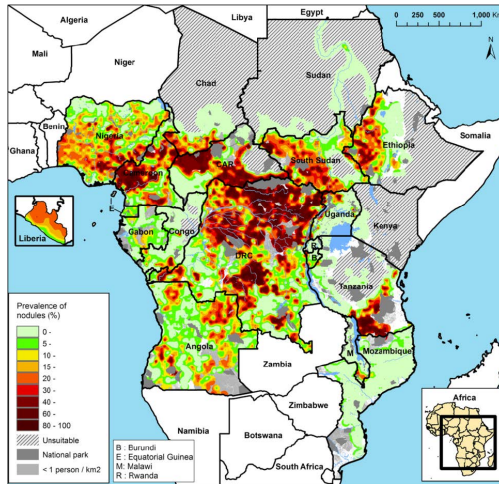 Algeria
Libya
Egypt
0 250 500 1,000 Km
N
Mali
Niger
Chad
Sudan
Benin
Nigeria
Ghana
Somalia
Ethiopia
CAR
South Sudan
Cameroon
E
Liberia
Gabon
Congo
Uganda
Kenya
R
B
DRC
Tanzania
Angola
Zambia
M
Mozambique
Zimbabwe
Namibia
Botswana
South Africa
Prevalence of
nodules (%)
0 -
5 -
10 -
15 -
20 -
30 -
40 -
60 -
80 - 100
Unsuitable
National park
< 1 person / km2
B : Burundi
E : Equatorial Guinea
M: Malawi
R : Rwanda
Africa